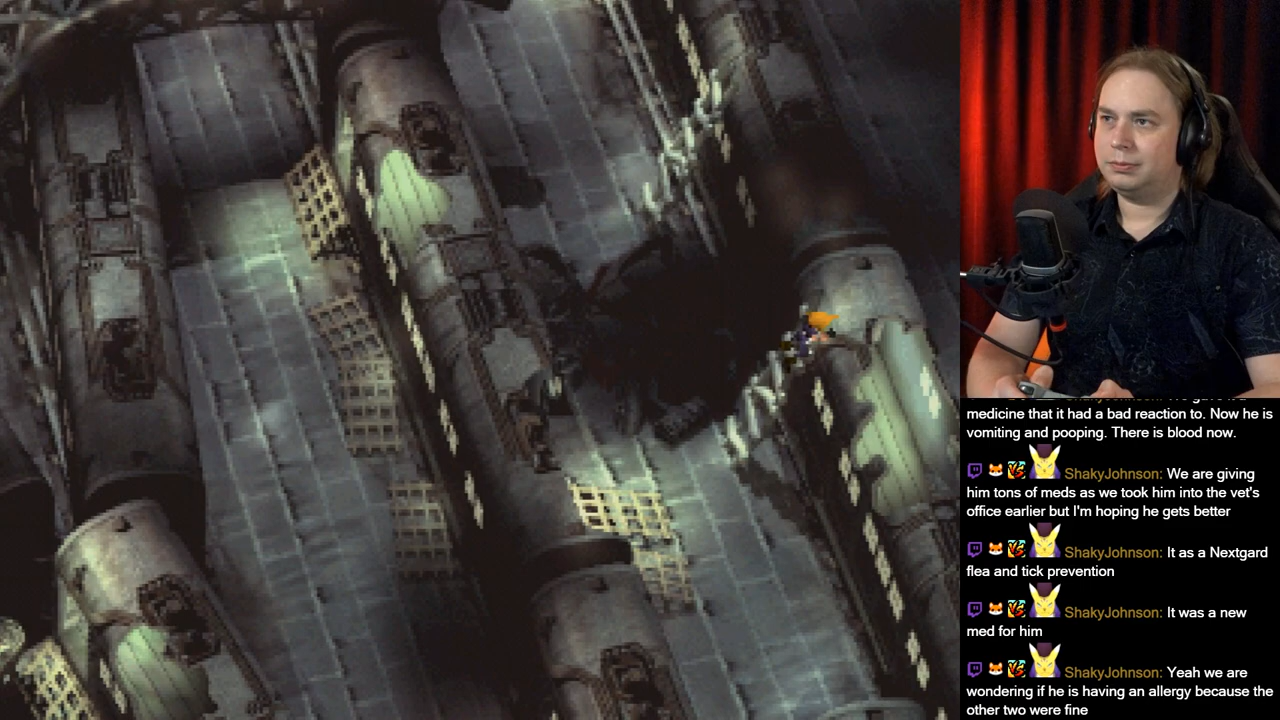 medicine that it had a bad reaction to. Now he is
vomiting and pooping. There is blood now.
ShakyJohnson: We are giving
him tons of meds as we took him into the vet's
office earlier but I'm hoping he gets better
ShakyJohnson: It as a Nextgard
flea and tick prevention
ShakyJohnson: It was a new
med for him
ShakyJohnson: Yeah we are
wondering if he is having an allergy because the
other two were fine